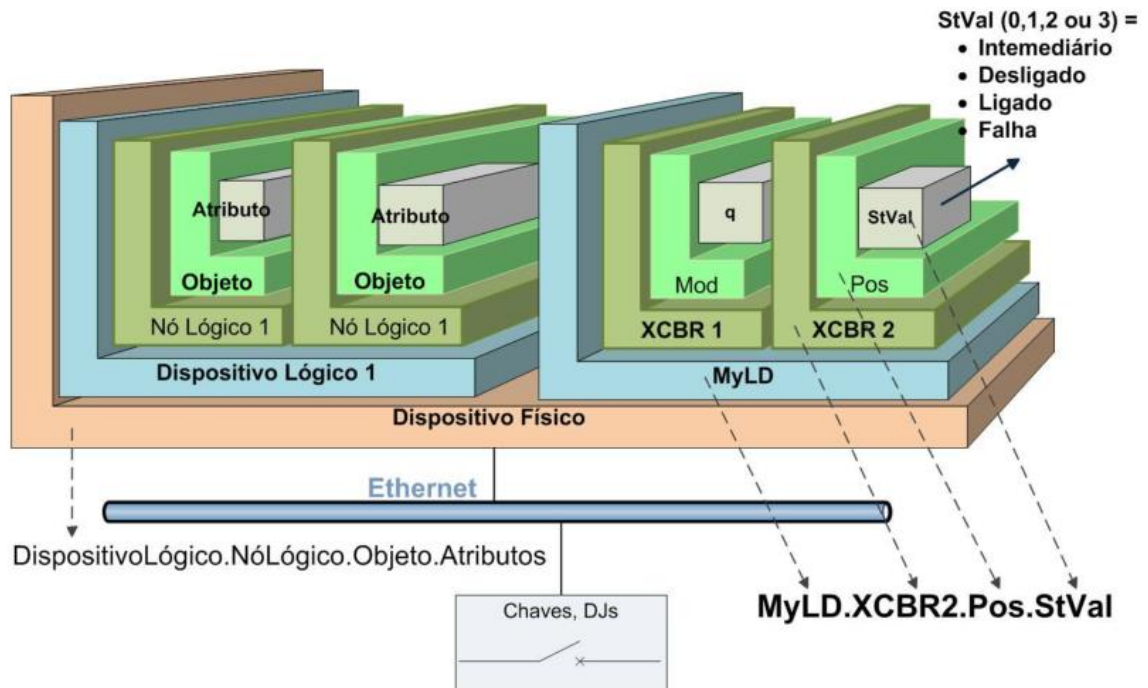 StVal (0,1,2 ou 3) =
• Intemediário
• Desligado
• Ligado
• Falha
Atributo
Atributo
q
StVal
Objeto
Objeto
Mod
Pos
Nó Lógico 1
Nó Lógico 1
XCBR 1
XCBR 2
Dispositivo Lógico 1
MyLD
Dispositivo Físico
Ethernet
DispositivoLógico.NóLógico.Objeto.Atributos
MyLD.XCBR2.Pos.StVal
Chaves, DJs